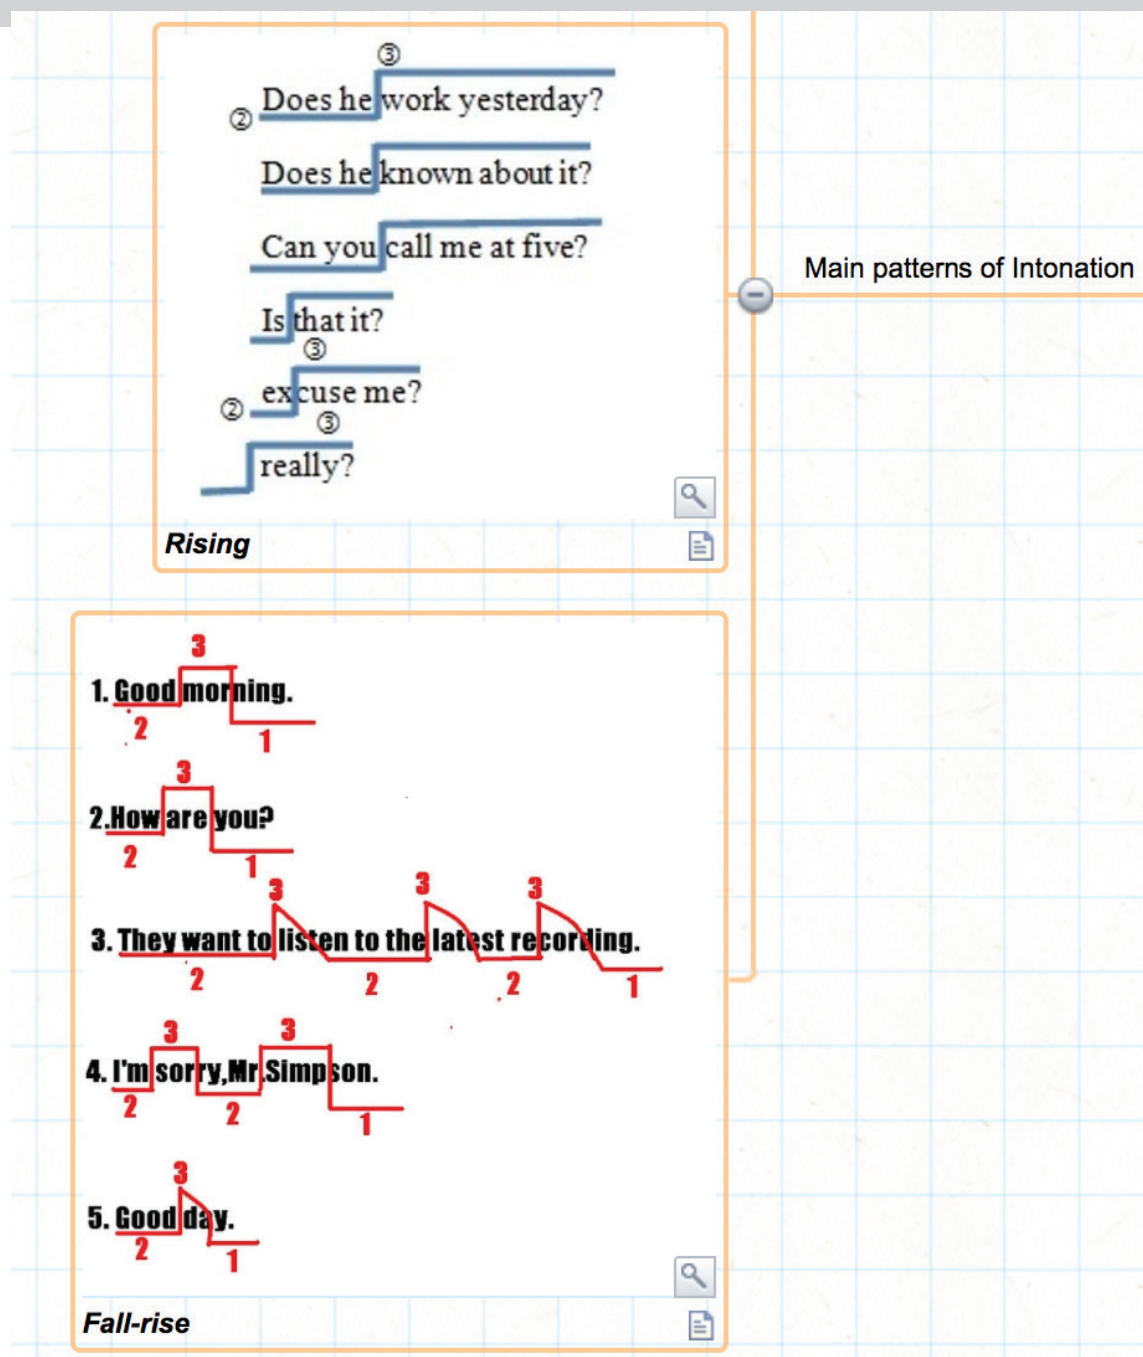 ③
Does he work yesterday?
②
Does he known about it?
Can you call me at five?
Is that it?
③
excuse me?
②
③
really?
Rising
Main patterns of Intonation
3
1. Good morning.
2 1
3
2.How are you?
2 1
3 3 3
3. They want to listen to the latest recording.
2 2 2 1
3 3
4. I'm sorry,Mr.Simpson.
2 2 1
3
5. Good day.
2 1
Fall-rise